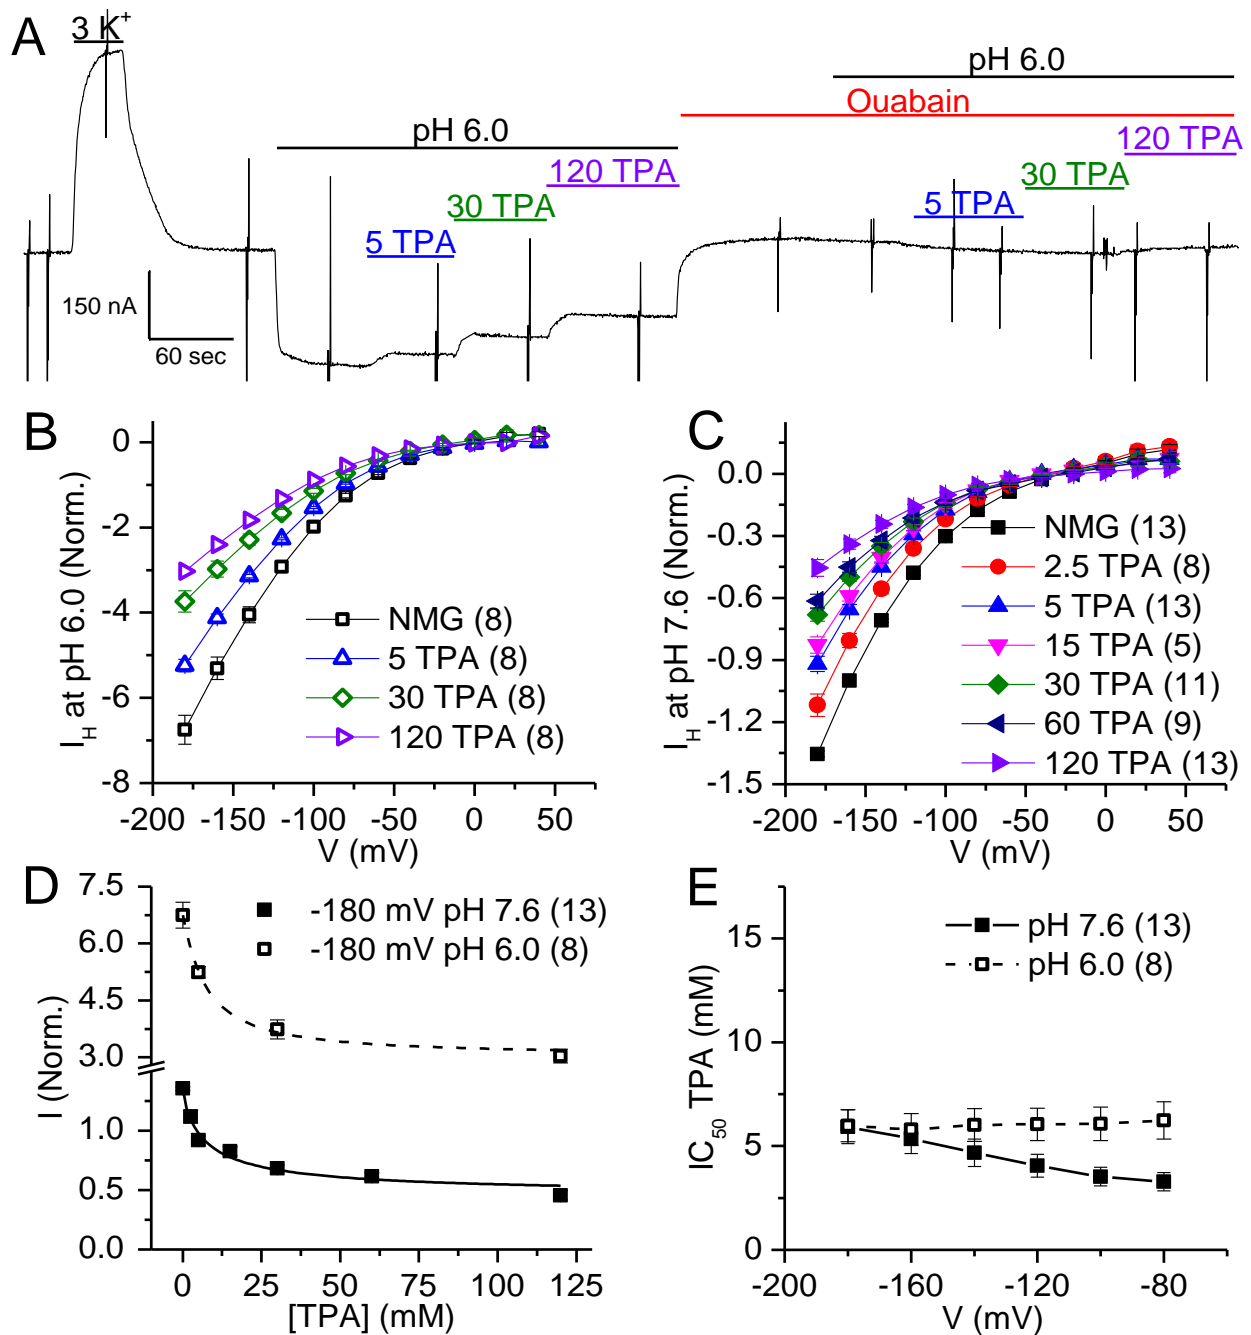 A
3 K⁺
pH 6.0
pH 6.0
Ouabain
120 TPA
120 TPA
30 TPA
30 TPA
5 TPA
5 TPA
150 nA
60 sec
B
I_H at pH 6.0 (Norm.)
0
-2
-4
-6
-8
NMG (8)
5 TPA (8)
30 TPA (8)
120 TPA (8)
-200 -150 -100 -50 0 50
V (mV)
C
I_H at pH 7.6 (Norm.)
0.0
-0.3
-0.6
-0.9
-1.2
-1.5
NMG (13)
2.5 TPA (8)
5 TPA (13)
15 TPA (5)
30 TPA (11)
60 TPA (9)
120 TPA (13)
-200 -150 -100 -50 0 50
V (mV)
D
I (Norm.)
7.5
6.0
4.5
3.0
1.0
0.5
0.0
-180 mV pH 7.6 (13)
-180 mV pH 6.0 (8)
0 25 50 75 100 125
[TPA] (mM)
E
IC₅₀ TPA (mM)
15
10
5
0
pH 7.6 (13)
pH 6.0 (8)
-200 -160 -120 -80
V (mV)